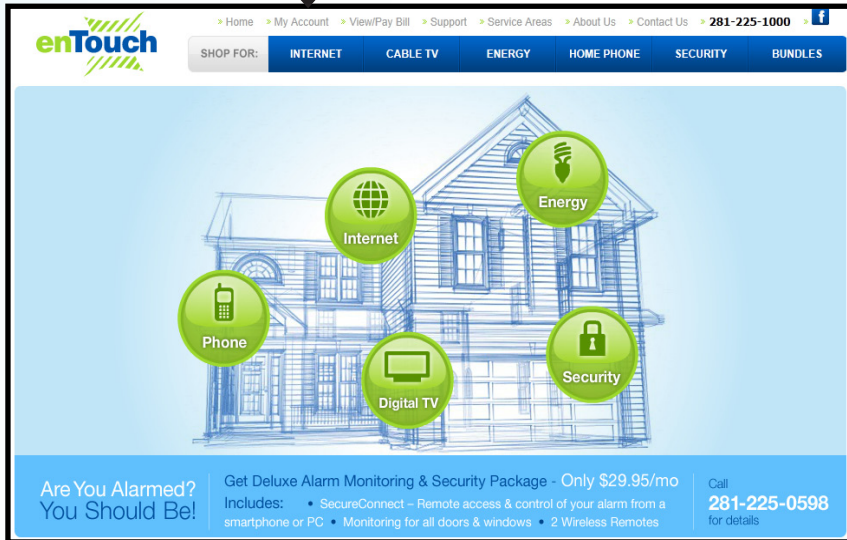 enTouch
» Home » My Account » View/Pay Bill » Support » Service Areas » About Us » Contact Us » 281-225-1000 » f
SHOP FOR: INTERNET CABLE TV ENERGY HOME PHONE SECURITY BUNDLES
Energy
Internet
Phone
Security
Digital TV
Are You Alarmed?
You Should Be!
Get Deluxe Alarm Monitoring & Security Package - Only $29.95/mo
Includes: • SecureConnect – Remote access & control of your alarm from a
smartphone or PC • Monitoring for all doors & windows • 2 Wireless Remotes
Call
281-225-0598
for details